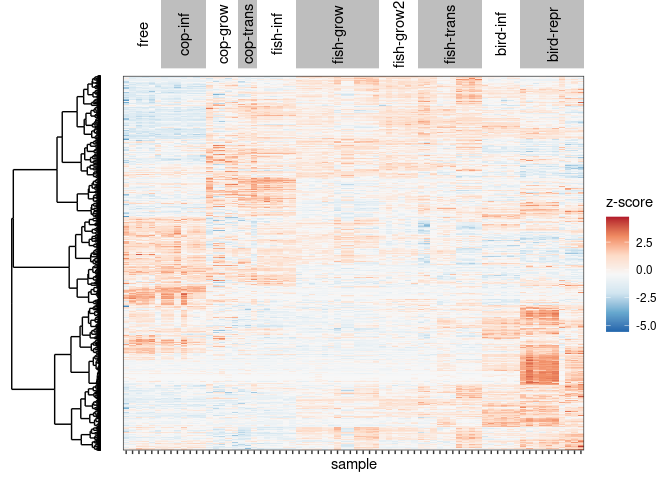 free
cop-inf
cop-grow
cop-trans
fish-inf
fish-grow
fish-grow2
fish-trans
bird-inf
bird-repr
z-score
2.5
0.0
-2.5
-5.0
sample